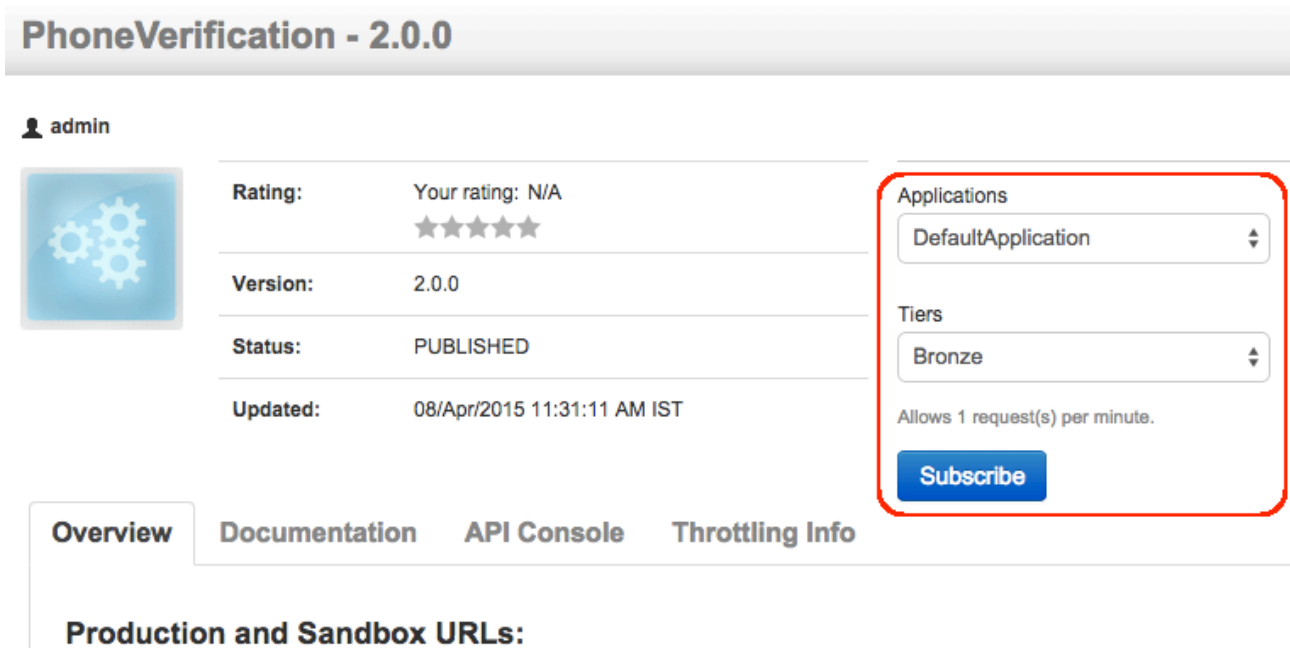 PhoneVerification - 2.0.0
admin
Rating: Your rating: N/A
Version: 2.0.0
Status: PUBLISHED
Updated: 08/Apr/2015 11:31:11 AM IST
Applications
DefaultApplication
Tiers
Bronze
Allows 1 request(s) per minute.
Subscribe
Overview Documentation API Console Throttling Info
Production and Sandbox URLs: